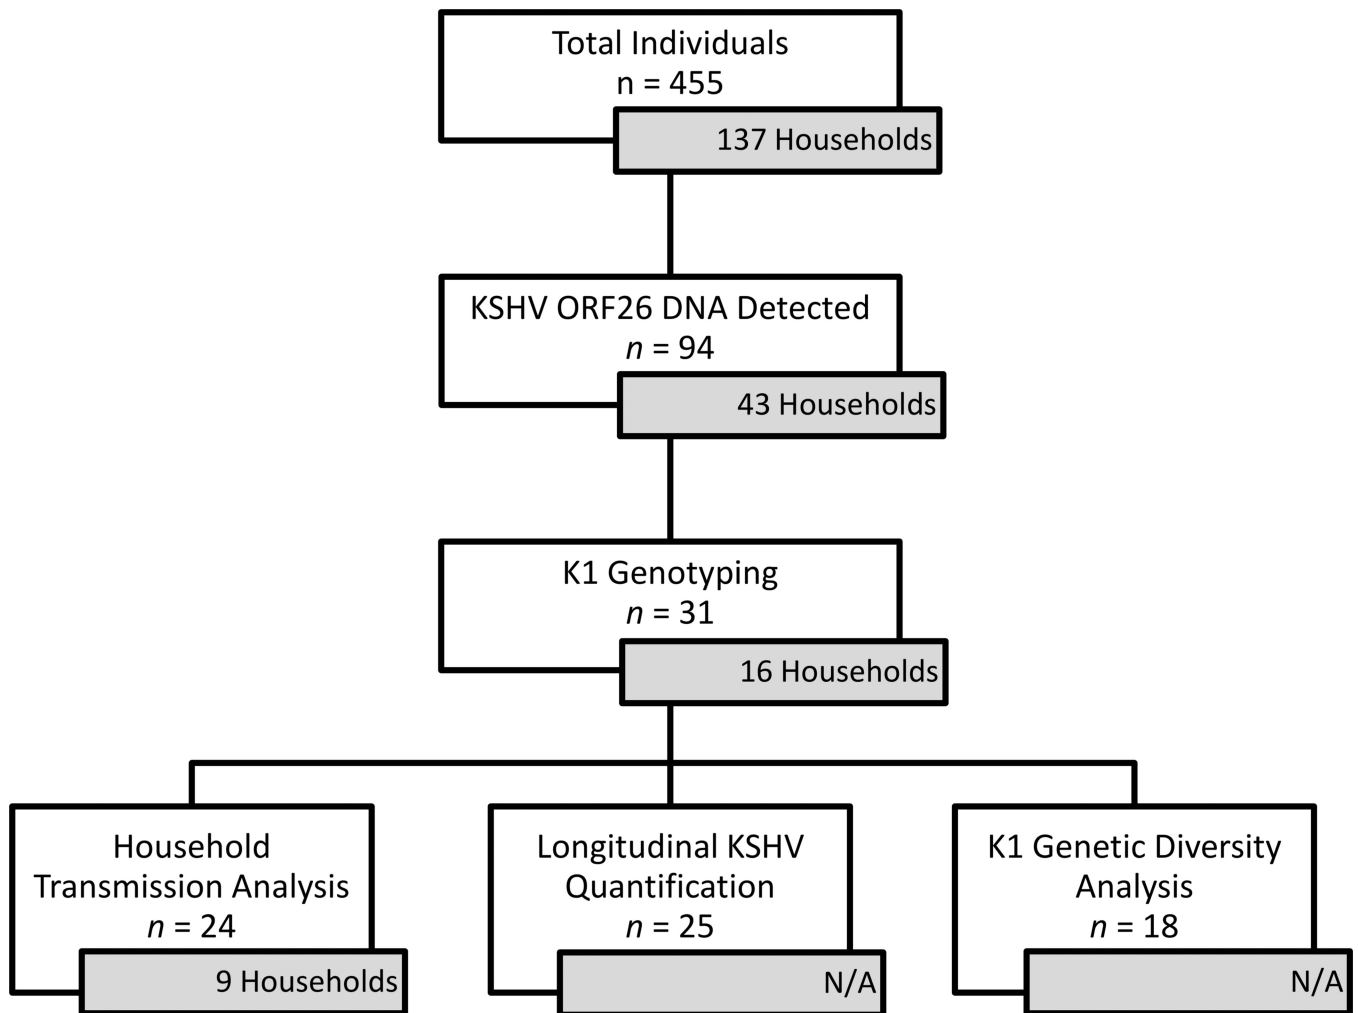 Total Individuals
n = 455
137 Households
KSHV ORF26 DNA Detected
n = 94
43 Households
K1 Genotyping
n = 31
16 Households
Household
Transmission Analysis
n = 24
9 Households
Longitudinal KSHV
Quantification
n = 25
N/A
K1 Genetic Diversity
Analysis
n = 18
N/A